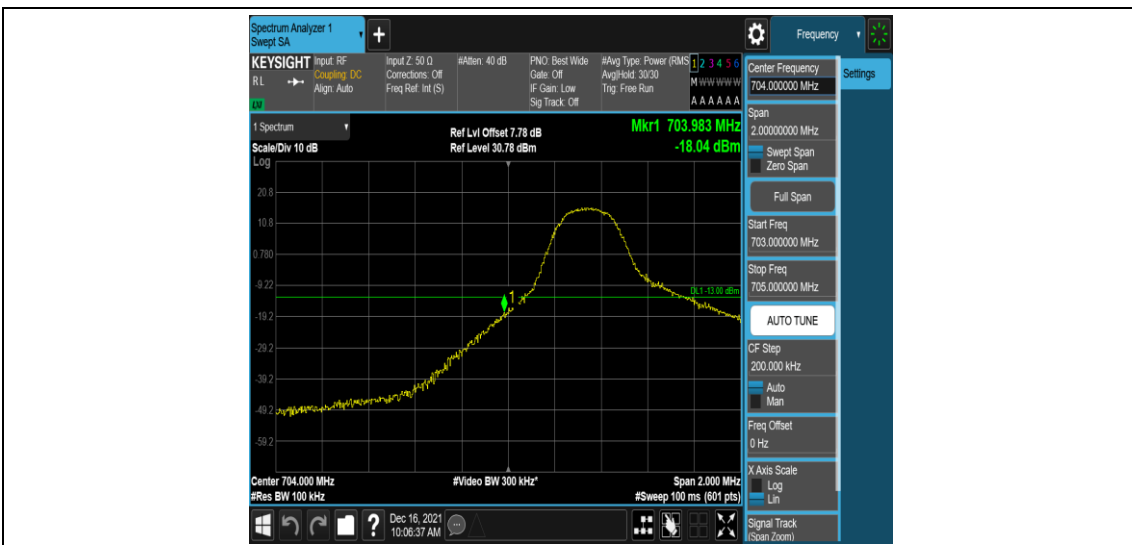 Spectrum Analyzer 1
Swept SA
+
Frequency
KEYSIGHT Input: RF
RL Coupling: DC
Align: Auto
LXI
Input Z: 50 Ω
Corrections: Off
Freq Ref: Int (S)
#Atten: 40 dB
PNO: Best Wide
Gate: Off
IF Gain: Low
Sig Track: Off
#Avg Type: Power (RMS
Avg|Hold: 30/30
Trig: Free Run
1 2 3 4 5 6
M W W W W W
A A A A A A
1 Spectrum
Scale/Div 10 dB
Log
Ref Lvl Offset 7.78 dB
Ref Level 30.78 dBm
Mkr1 703.983 MHz
-18.04 dBm
20.8
10.8
0.780
-9.22
-19.2
-29.2
-39.2
-49.2
-59.2
1
DL1 -13.00 dBm
Center 704.000 MHz
#Res BW 100 kHz
#Video BW 300 kHz*
Span 2.000 MHz
#Sweep 100 ms (601 pts)
?
Dec 16, 2021
10:06:37 AM
Center Frequency
704.000000 MHz
Settings
Span
2.00000000 MHz
Swept Span
Zero Span
Full Span
Start Freq
703.000000 MHz
Stop Freq
705.000000 MHz
AUTO TUNE
CF Step
200.000 kHz
Auto
Man
Freq Offset
0 Hz
X Axis Scale
Log
Lin
Signal Track
(Span Zoom)